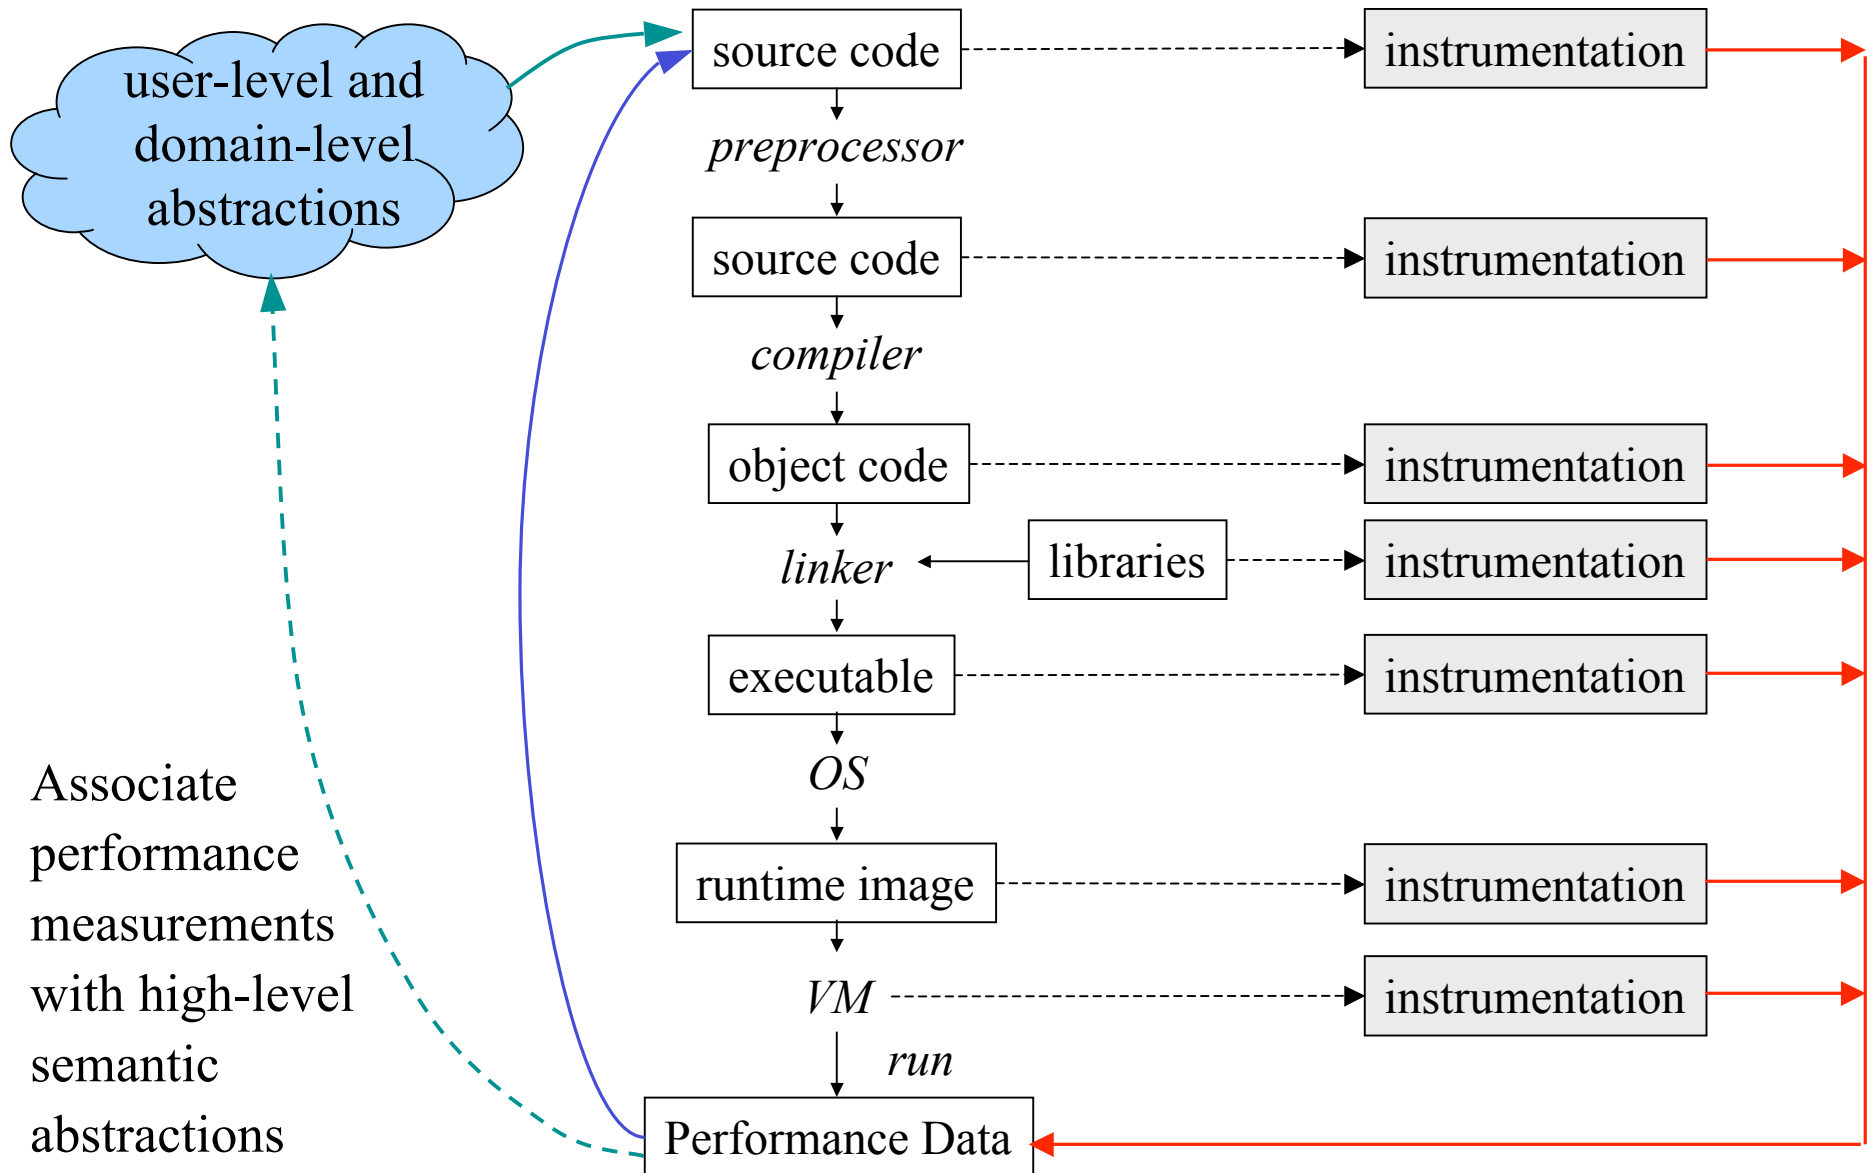 user-level and
domain-level
abstractions
source code
instrumentation
preprocessor
source code
instrumentation
compiler
object code
instrumentation
linker
libraries
instrumentation
executable
instrumentation
OS
runtime image
instrumentation
VM
instrumentation
run
Performance Data
Associate
performance
measurements
with high-level
semantic
abstractions